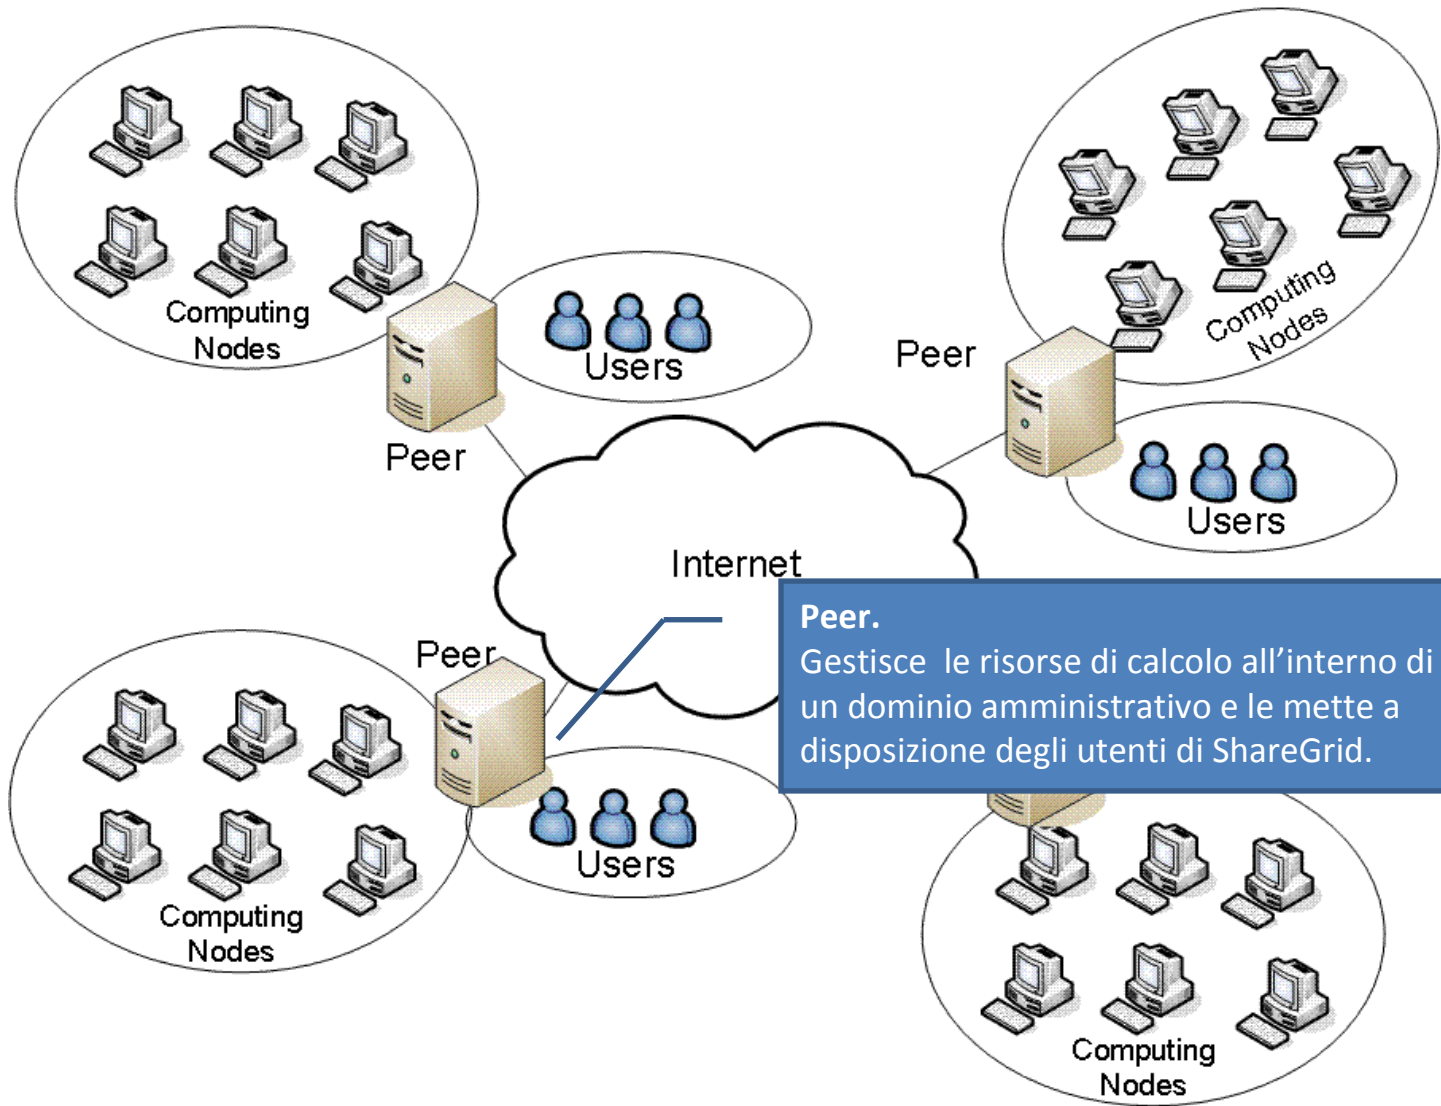 Computing
Nodes
Users
Peer
Computing
Nodes
Peer
Users
Internet
Peer.
Gestisce  le risorse di calcolo all’interno di
un dominio amministrativo e le mette a
disposizione degli utenti di ShareGrid.
Peer
Users
Computing
Nodes
Computing
Nodes